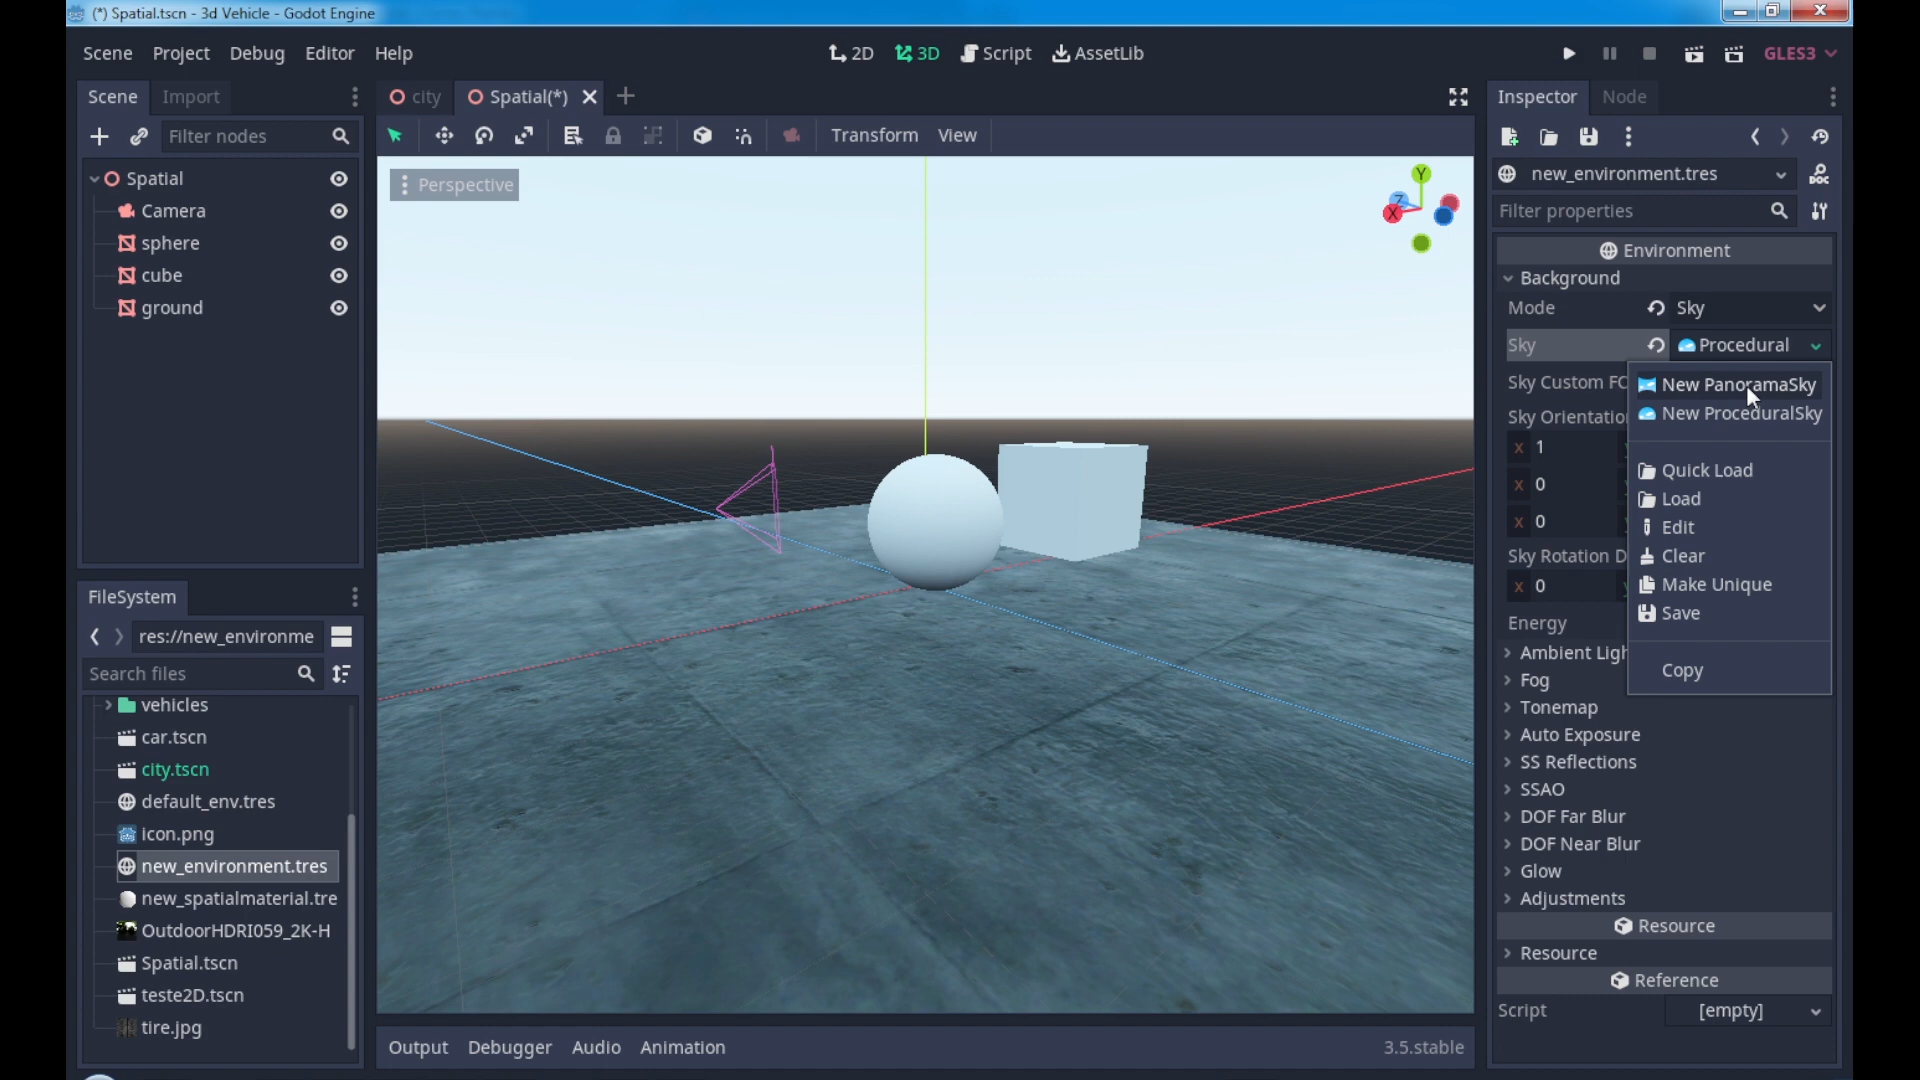 (*) Spatial.tscn - 3d Vehicle - Godot Engine
Scene Project Debug Editor Help
2D 3D Script AssetLib
GLES3
Scene Import
Filter nodes
Spatial
Camera
sphere
cube
ground
FileSystem
res://new_environme
Search files
vehicles
car.tscn
city.tscn
default_env.tres
icon.png
new_environment.tres
new_spatialmaterial.tre
OutdoorHDRI059_2K-H
Spatial.tscn
teste2D.tscn
tire.jpg
city Spatial(*)
Transform View
Perspective
Y
Z
X
Output Debugger Audio Animation
3.5.stable
Inspector Node
new_environment.tres
DOC
Filter properties
Environment
Background
Mode Sky
Sky Procedural
Sky Custom FO
Sky Orientation
x 1
x 0
x 0
Sky Rotation D
x 0
Energy
Ambient Ligh
Fog
Tonemap
Auto Exposure
SS Reflections
SSAO
DOF Far Blur
DOF Near Blur
Glow
Adjustments
Resource
Resource
Reference
Script [empty]
New PanoramaSky
New ProceduralSky
Quick Load
Load
Edit
Clear
Make Unique
Save
Copy